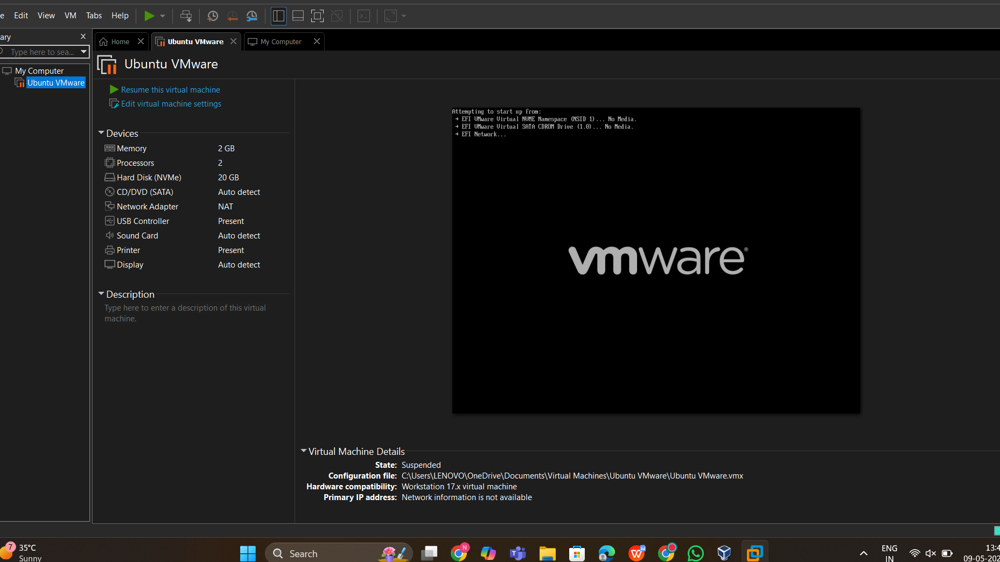 e Edit View VM Tabs Help
ary
Type here to sea...
My Computer
Ubuntu VMware
Home
Ubuntu VMware
My Computer
Ubuntu VMware
Resume this virtual machine
Edit virtual machine settings
Devices
Memory 2 GB
Processors 2
Hard Disk (NVMe) 20 GB
CD/DVD (SATA) Auto detect
Network Adapter NAT
USB Controller Present
Sound Card Auto detect
Printer Present
Display Auto detect
Description
Type here to enter a description of this virtual
machine.
Attempting to start up from:
→ EFI VMware Virtual NVME Namespace (NSID 1)... No Media.
→ EFI VMware Virtual SATA CDROM Drive (1.0)... No Media.
→ EFI Network...
vmware®
Virtual Machine Details
State: Suspended
Configuration file: C:\Users\LENOVO\OneDrive\Documents\Virtual Machines\Ubuntu VMware\Ubuntu VMware.vmx
Hardware compatibility: Workstation 17.x virtual machine
Primary IP address: Network information is not available
7
35°C
Sunny
Search
N
ENG
IN
13:4
09-05-202